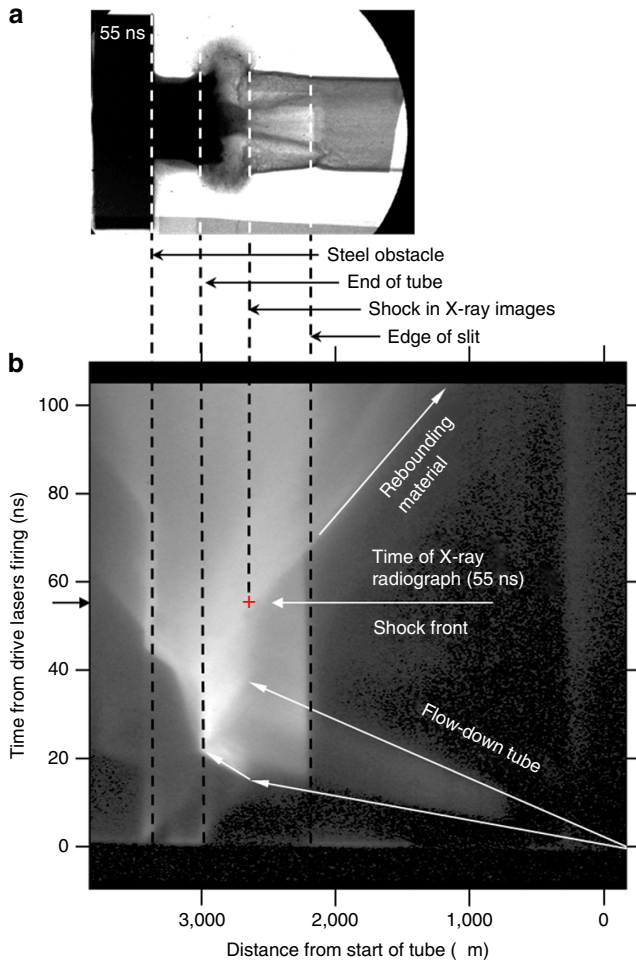 a
55 ns
Steel obstacle
End of tube
Shock in X-ray images
Edge of slit
b
100
80
60
40
20
0
Time from drive lasers firing (ns)
Rebounding
material
Time of X-ray
radiograph (55 ns)
Shock front
Flow-down tube
3,000
2,000
1,000
0
Distance from start of tube ( m)